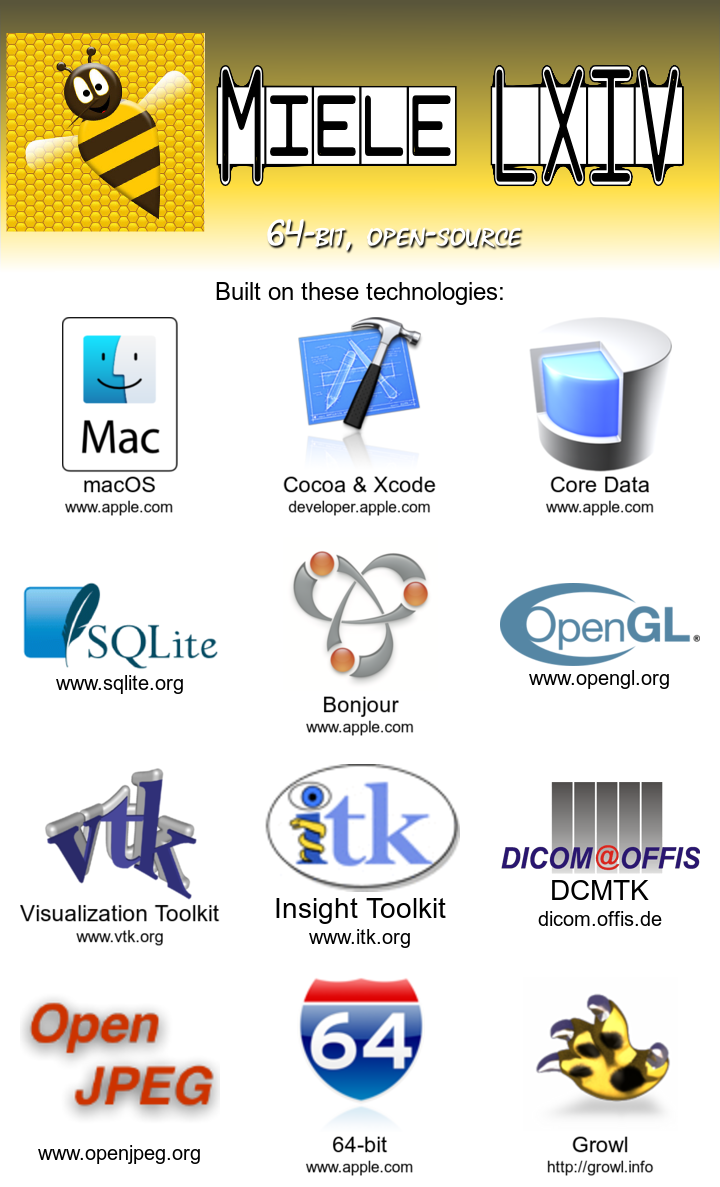 Miele LXIV
64-bit, open-source
Built on these technologies:
Mac
macOS
www.apple.com
Cocoa & Xcode
developer.apple.com
Core Data
www.apple.com
SQLite
www.sqlite.org
Bonjour
www.apple.com
OpenGL®
www.opengl.org
vtk
Visualization Toolkit
www.vtk.org
itk
Insight Toolkit
www.itk.org
DICOM@OFFIS
DCMTK
dicom.offis.de
Open
JPEG
www.openjpeg.org
64
64-bit
www.apple.com
Growl
http://growl.info